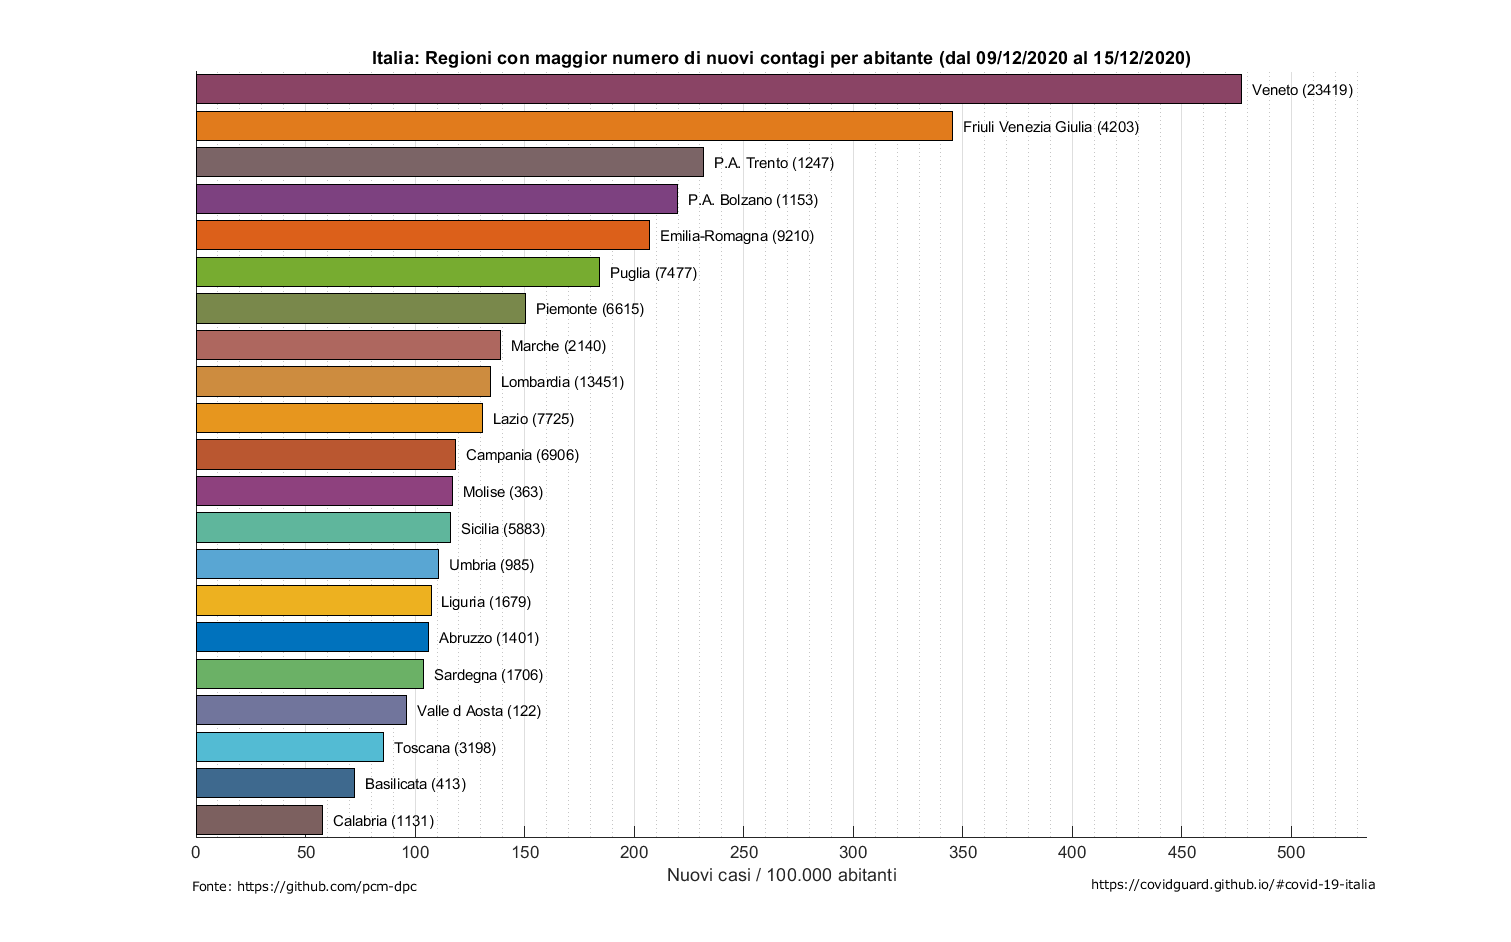 Italia: Regioni con maggior numero di nuovi contagi per abitante (dal 09/12/2020 al 15/12/2020)
Veneto (23419)
Friuli Venezia Giulia (4203)
P.A. Trento (1247)
P.A. Bolzano (1153)
Emilia-Romagna (9210)
Puglia (7477)
Piemonte (6615)
Marche (2140)
Lombardia (13451)
Lazio (7725)
Campania (6906)
Molise (363)
Sicilia (5883)
Umbria (985)
Liguria (1679)
Abruzzo (1401)
Sardegna (1706)
Valle d Aosta (122)
Toscana (3198)
Basilicata (413)
Calabria (1131)
0 50 100 150 200 250 300 350 400 450 500
Nuovi casi / 100.000 abitanti
Fonte: https://github.com/pcm-dpc
https://covidguard.github.io/#covid-19-italia